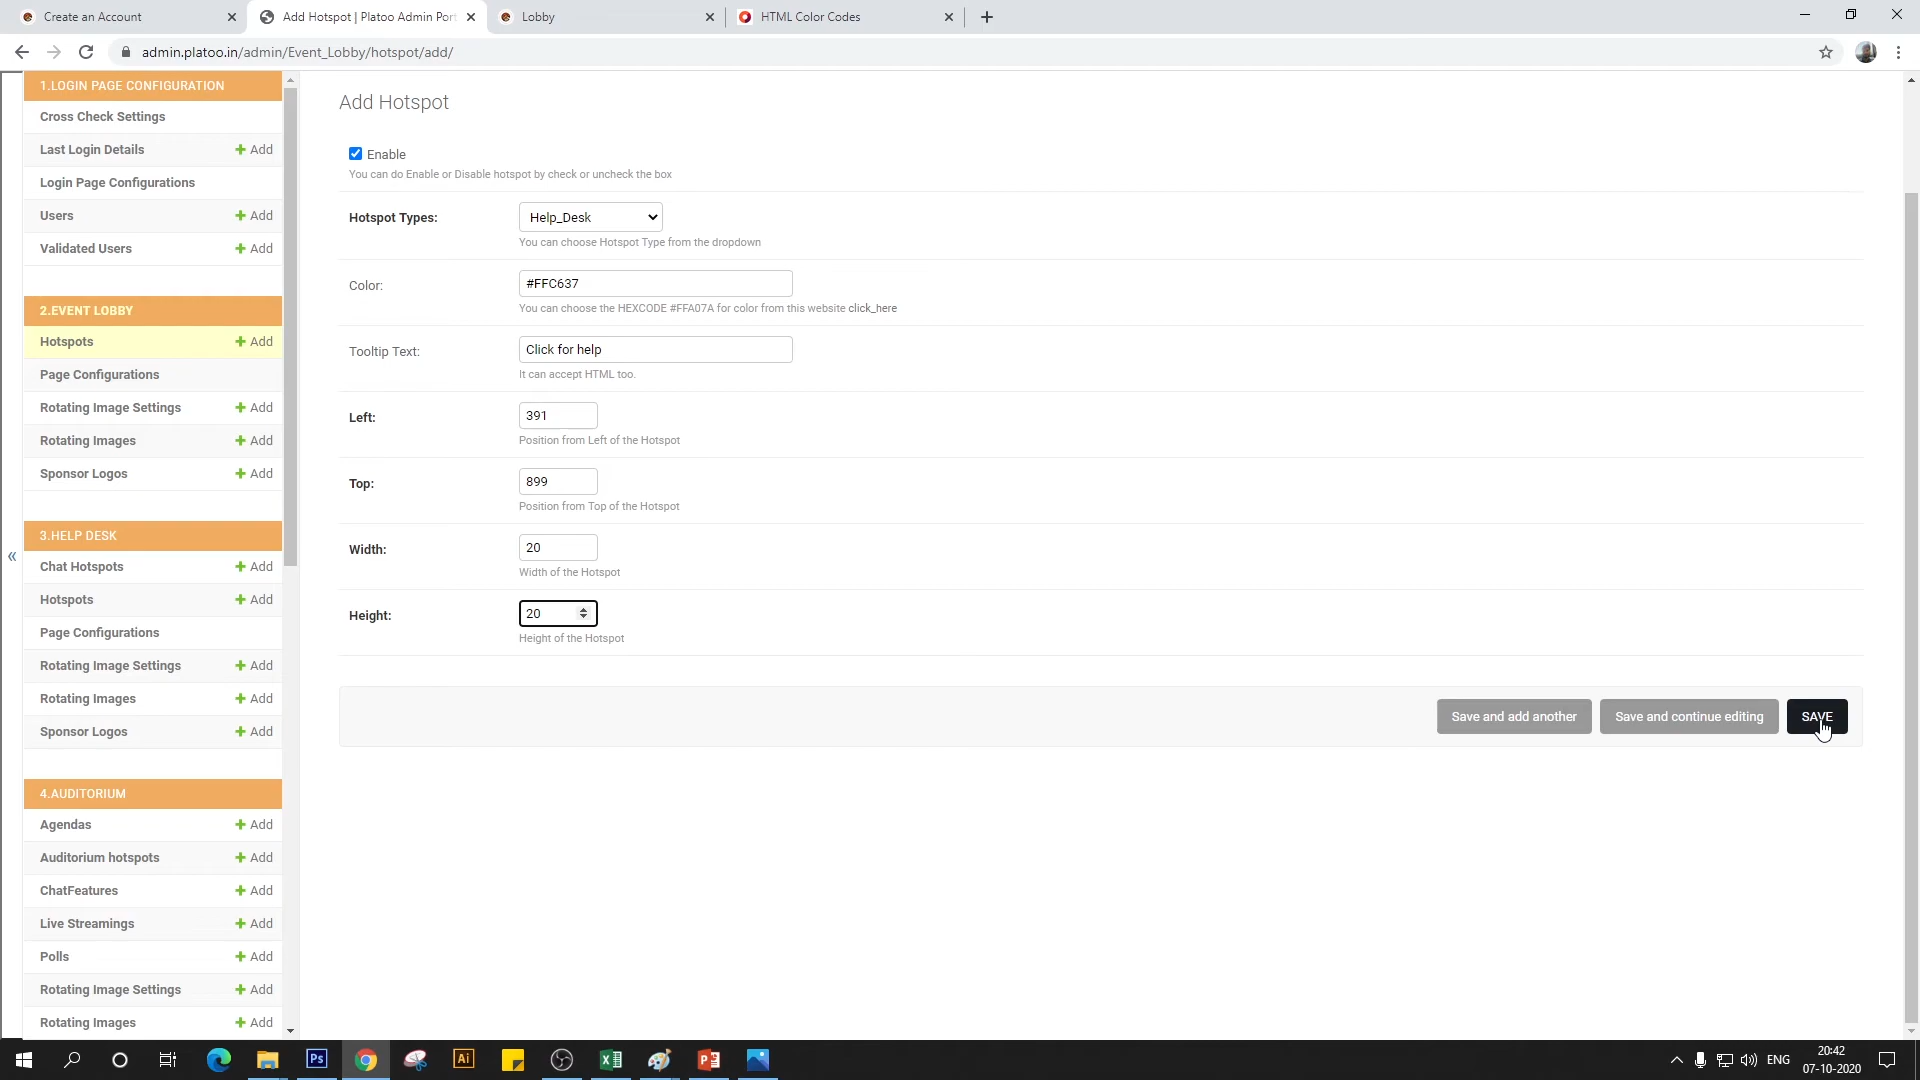 Create an Account
Add Hotspot | Platoo Admin Port
Lobby
HTML Color Codes
admin.platoo.in/admin/Event_Lobby/hotspot/add/
1.LOGIN PAGE CONFIGURATION
Cross Check Settings
Last Login Details Add
Login Page Configurations
Users Add
Validated Users Add
2.EVENT LOBBY
Hotspots Add
Page Configurations
Rotating Image Settings Add
Rotating Images Add
Sponsor Logos Add
3.HELP DESK
Chat Hotspots Add
Hotspots Add
Page Configurations
Rotating Image Settings Add
Rotating Images Add
Sponsor Logos Add
4.AUDITORIUM
Agendas Add
Auditorium hotspots Add
ChatFeatures Add
Live Streamings Add
Polls Add
Rotating Image Settings Add
Rotating Images Add
«
Add Hotspot
Enable
You can do Enable or Disable hotspot by check or uncheck the box
Hotspot Types: Help_Desk
You can choose Hotspot Type from the dropdown
Color: #FFC637
You can choose the HEXCODE #FFA07A for color from this website click_here
Tooltip Text: Click for help
It can accept HTML too.
Left: 391
Position from Left of the Hotspot
Top: 899
Position from Top of the Hotspot
Width: 20
Width of the Hotspot
Height: 20
Height of the Hotspot
Save and add another
Save and continue editing
SAVE
Ps
Ai
ENG
20:42
07-10-2020